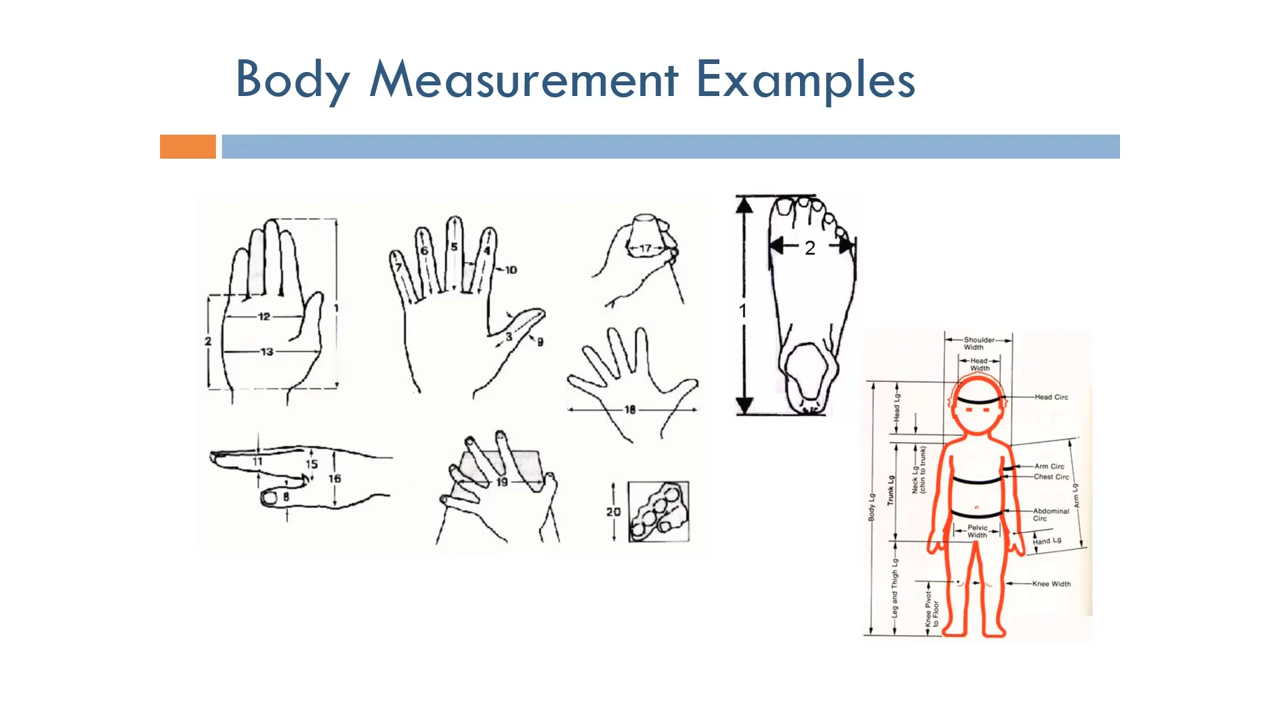 Body Measurement Examples
1
2
12
13
7
6
5
4
10
3
9
17
18
11
15
16
8
19
20
1
2
Shoulder
Width
Head
Width
Head Circ
Head Lg
Neck Lg
(chin to trunk)
Arm Circ
Chest Circ
Trunk Lg
Body Lg
Arm Lg
Abdominal
Circ
Pelvic
Width
Hand Lg
Leg and Thigh Lg
Knee Width
Knee Pivot
to Floor